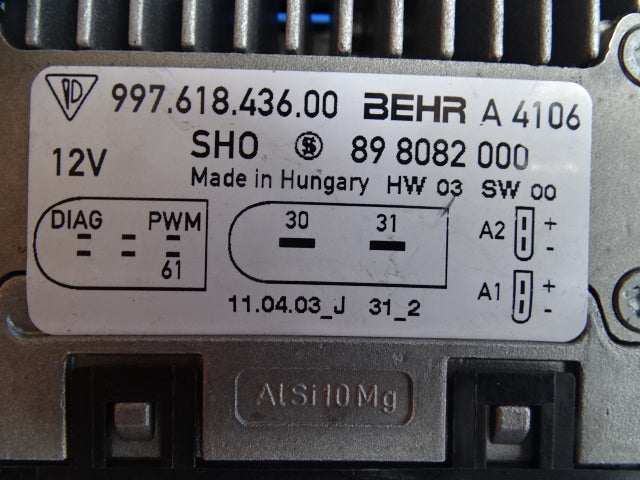 997.618.436.00 BEHR A 4106
12V SHO 89 8082 000
Made in Hungary HW 03 SW 00
DIAG PWM 30 31 A2 + -
61 A1 + -
11.04.03_J 31_2
AlSi10Mg